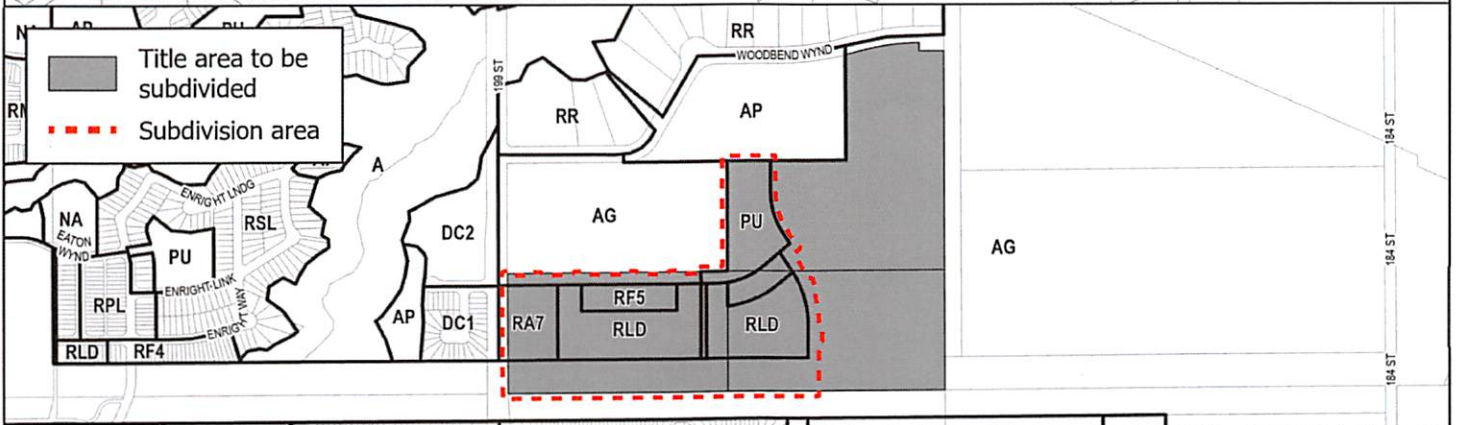 RR
WOODBEND WYND
Title area to be
subdivided
Subdivision area
199 ST
RR
AP
184 ST
A
ENRIGHT LNDG
NA
EATON
WYND
RSL
DC2
AG
PU
AG
184 ST
PU
ENRIGHT LINK
RPL
ENRIGHT WAY
AP
DC1
RA7
RF5
RLD
RLD
RLD
RF4
184 ST